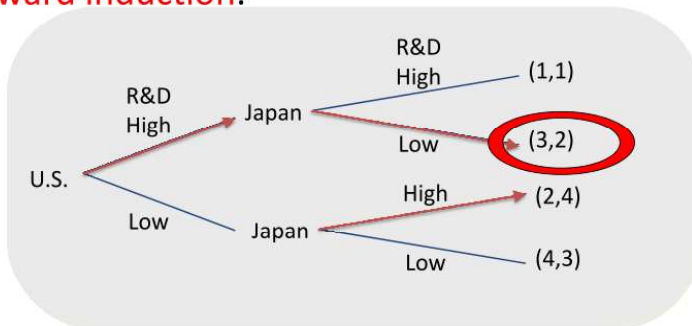 ward induction.
R&D
High
(1,1)
R&D
High
Japan
Low
(3,2)
U.S.
High
(2,4)
Low
Japan
Low
(4,3)